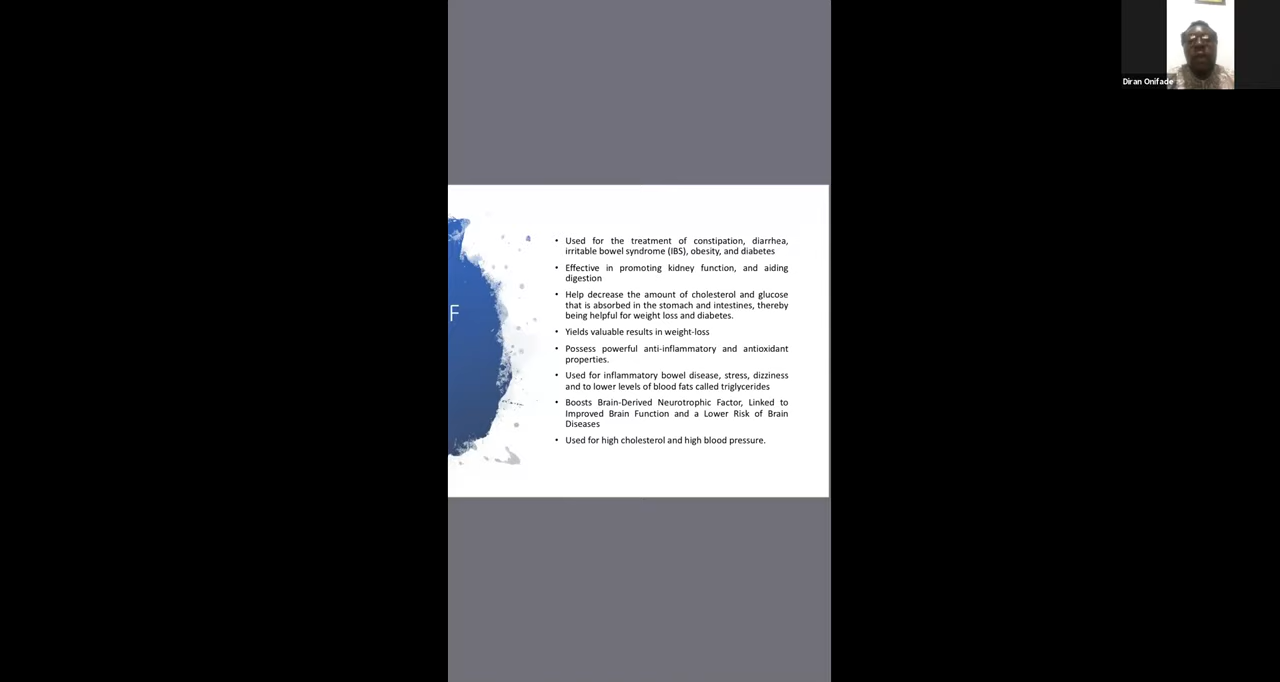 Diran Onifade
F
• Used for the treatment of constipation, diarrhea,
irritable bowel syndrome (IBS), obesity, and diabetes
• Effective in promoting kidney function, and aiding
digestion
• Help decrease the amount of cholesterol and glucose
that is absorbed in the stomach and intestines, thereby
being helpful for weight loss and diabetes.
• Yields valuable results in weight-loss
• Possess powerful anti-inflammatory and antioxidant
properties.
• Used for inflammatory bowel disease, stress, dizziness
and to lower levels of blood fats called triglycerides
• Boosts Brain-Derived Neurotrophic Factor, Linked to
Improved Brain Function and a Lower Risk of Brain
Diseases
• Used for high cholesterol and high blood pressure.